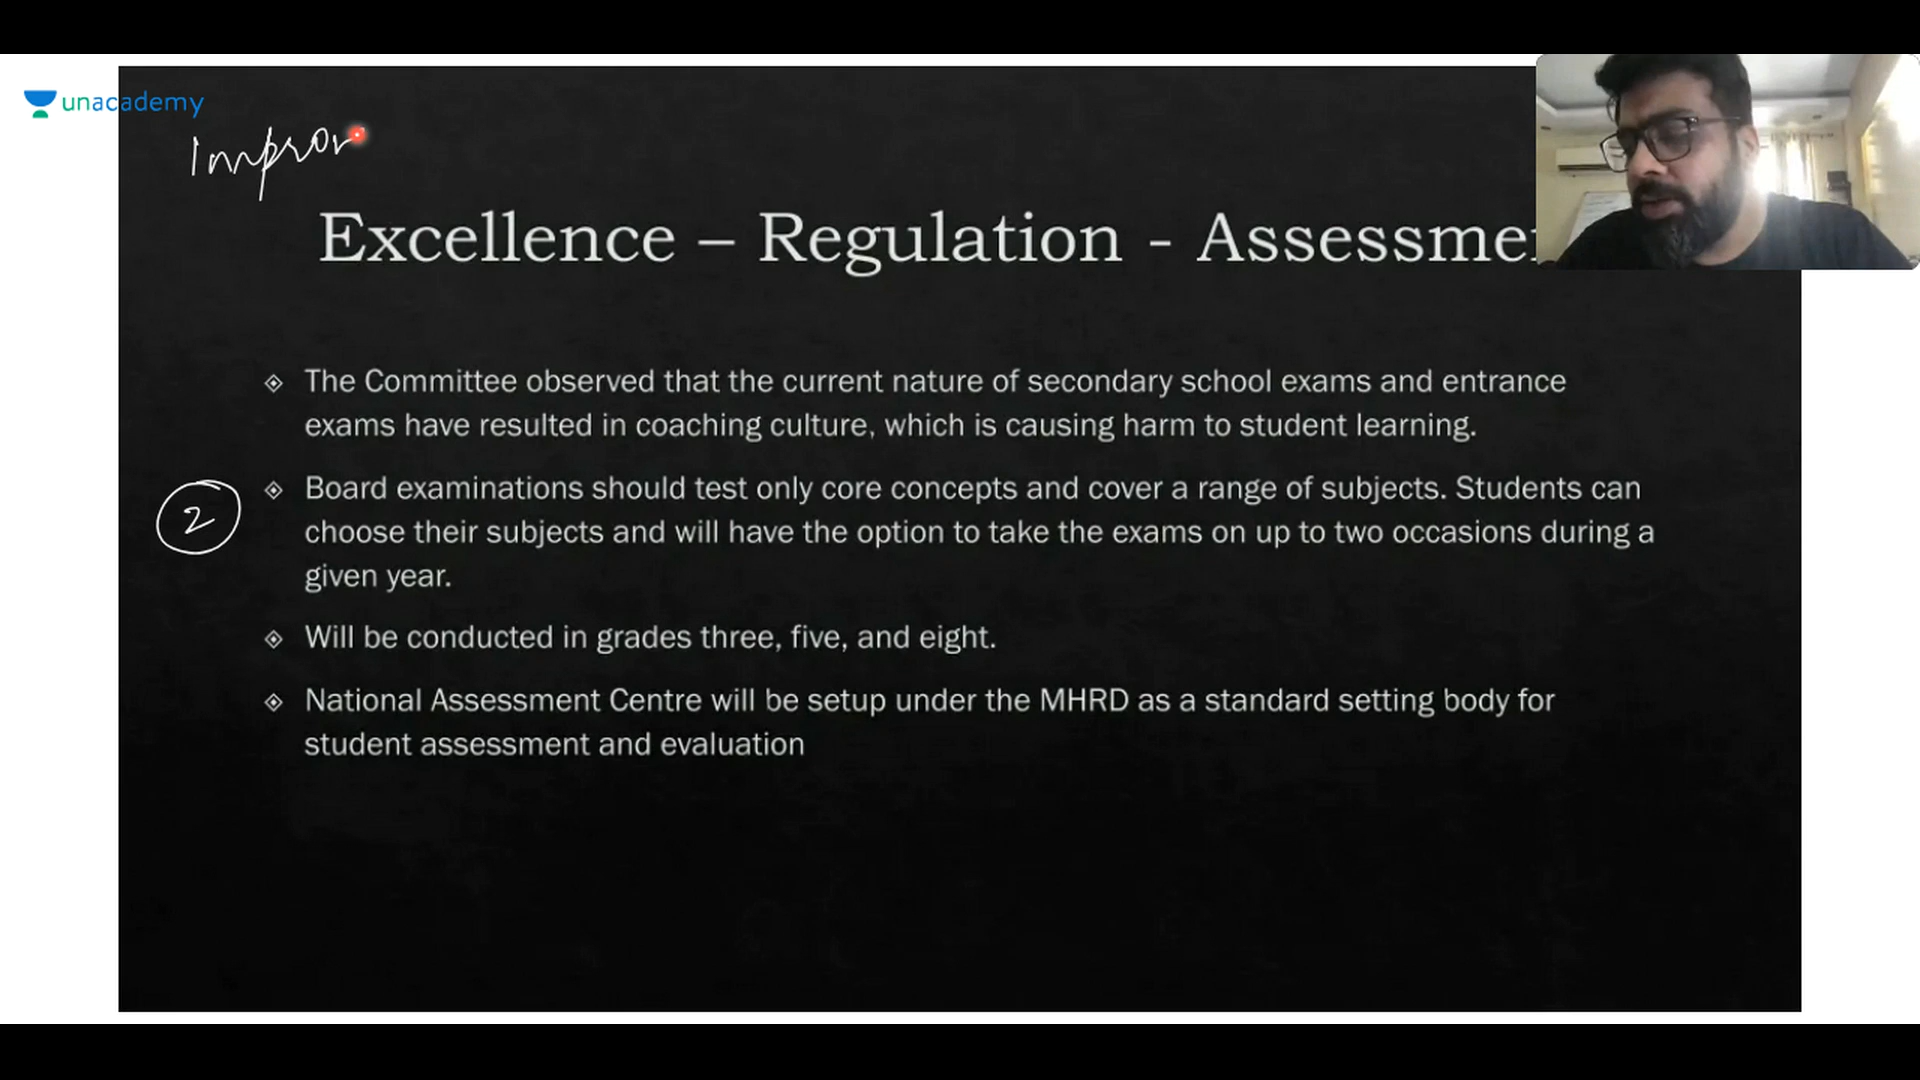 unacademy
Improv
Excellence – Regulation - Assessme
The Committee observed that the current nature of secondary school exams and entrance
exams have resulted in coaching culture, which is causing harm to student learning.
2
Board examinations should test only core concepts and cover a range of subjects. Students can
choose their subjects and will have the option to take the exams on up to two occasions during a
given year.
Will be conducted in grades three, five, and eight.
National Assessment Centre will be setup under the MHRD as a standard setting body for
student assessment and evaluation